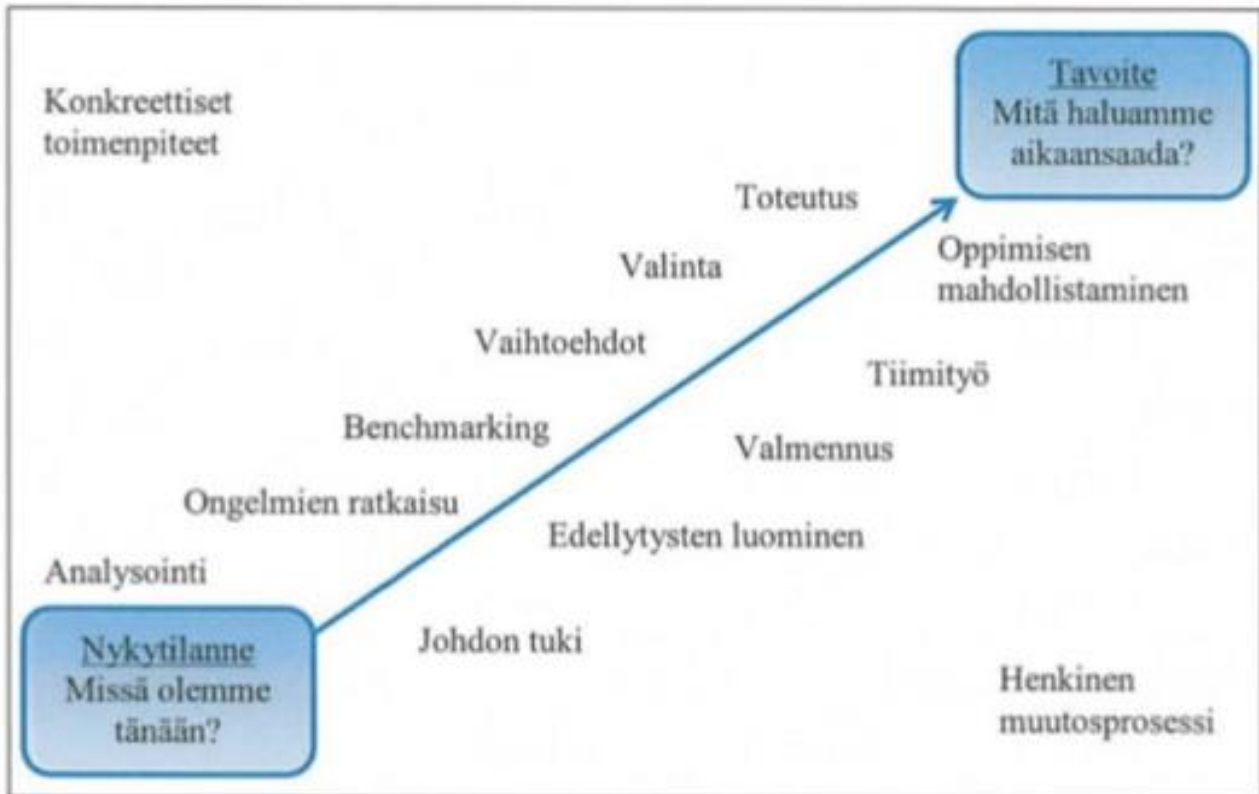 Konkreettiset
toimenpiteet
Tavoite
Mitä haluamme
aikaansaada?
Toteutus
Valinta
Oppimisen
mahdollistaminen
Vaihtoehdot
Tiimityö
Benchmarking
Valmennus
Ongelmien ratkaisu
Edellytysten luominen
Analysointi
Johdon tuki
Nykytilanne
Missä olemme
tänään?
Henkinen
muutosprosessi